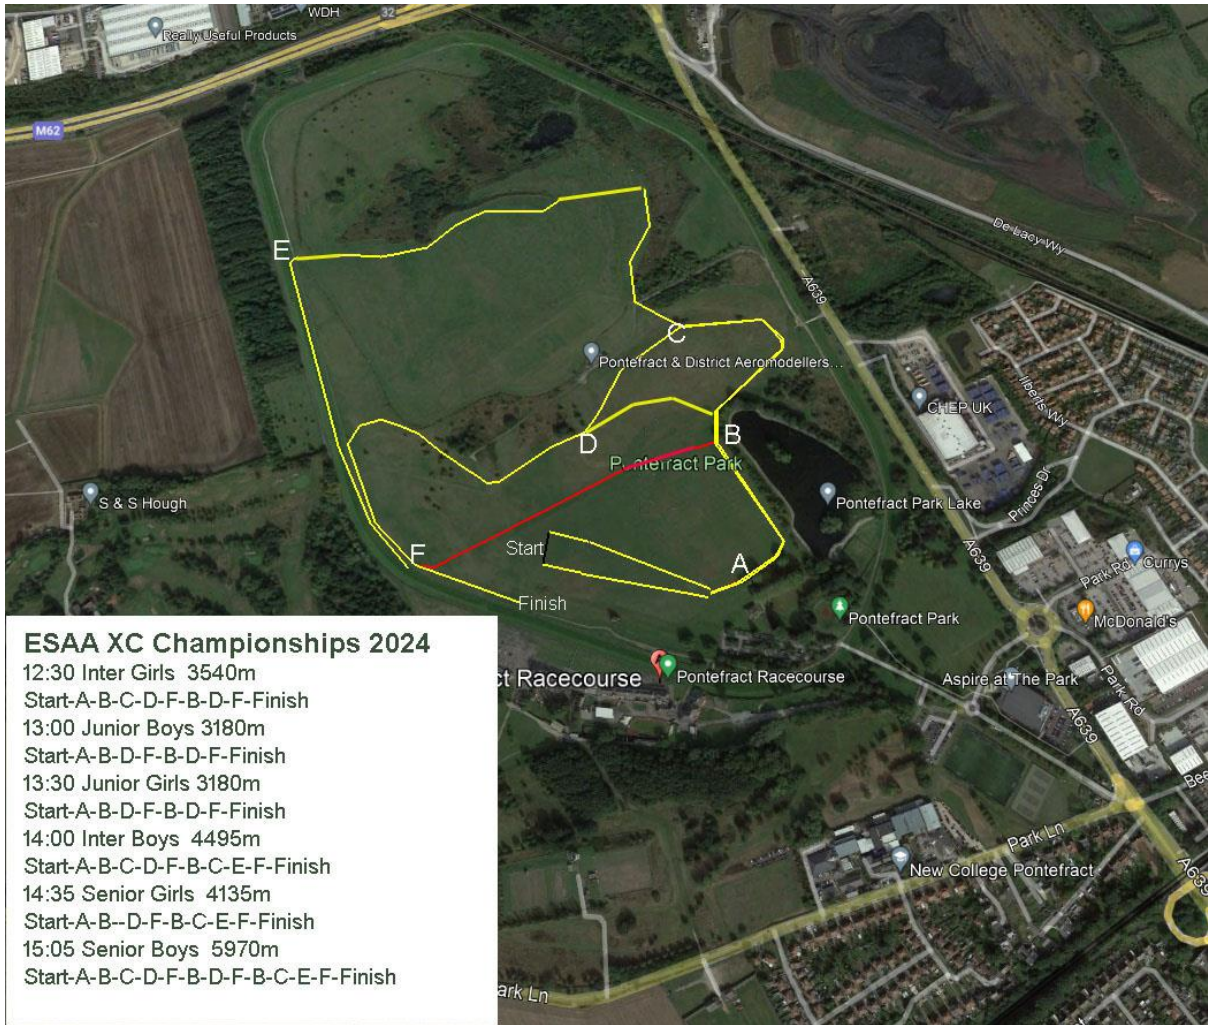 WDH
32
Really Useful Products
M62
De Lacy Wy
E
A639
C
Pontefract & District Aeromodellers...
Ilberts Wy
CHEP UK
B
D
Pontefract Park
Princes Dr
S & S Hough
Pontefract Park Lake
A639
Start
F
A
Park Rd
Currys
Finish
Pontefract Park
McDonald's
ct Racecourse
Pontefract Racecourse
Aspire at The Park
Park Rd
A639
Bee
Park Ln
New College Pontefract
A639
ark Ln
ESAA XC Championships 2024
12:30 Inter Girls 3540m
Start-A-B-C-D-F-B-D-F-Finish
13:00 Junior Boys 3180m
Start-A-B-D-F-B-D-F-Finish
13:30 Junior Girls 3180m
Start-A-B-D-F-B-D-F-Finish
14:00 Inter Boys 4495m
Start-A-B-C-D-F-B-C-E-F-Finish
14:35 Senior Girls 4135m
Start-A-B--D-F-B-C-E-F-Finish
15:05 Senior Boys 5970m
Start-A-B-C-D-F-B-D-F-B-C-E-F-Finish